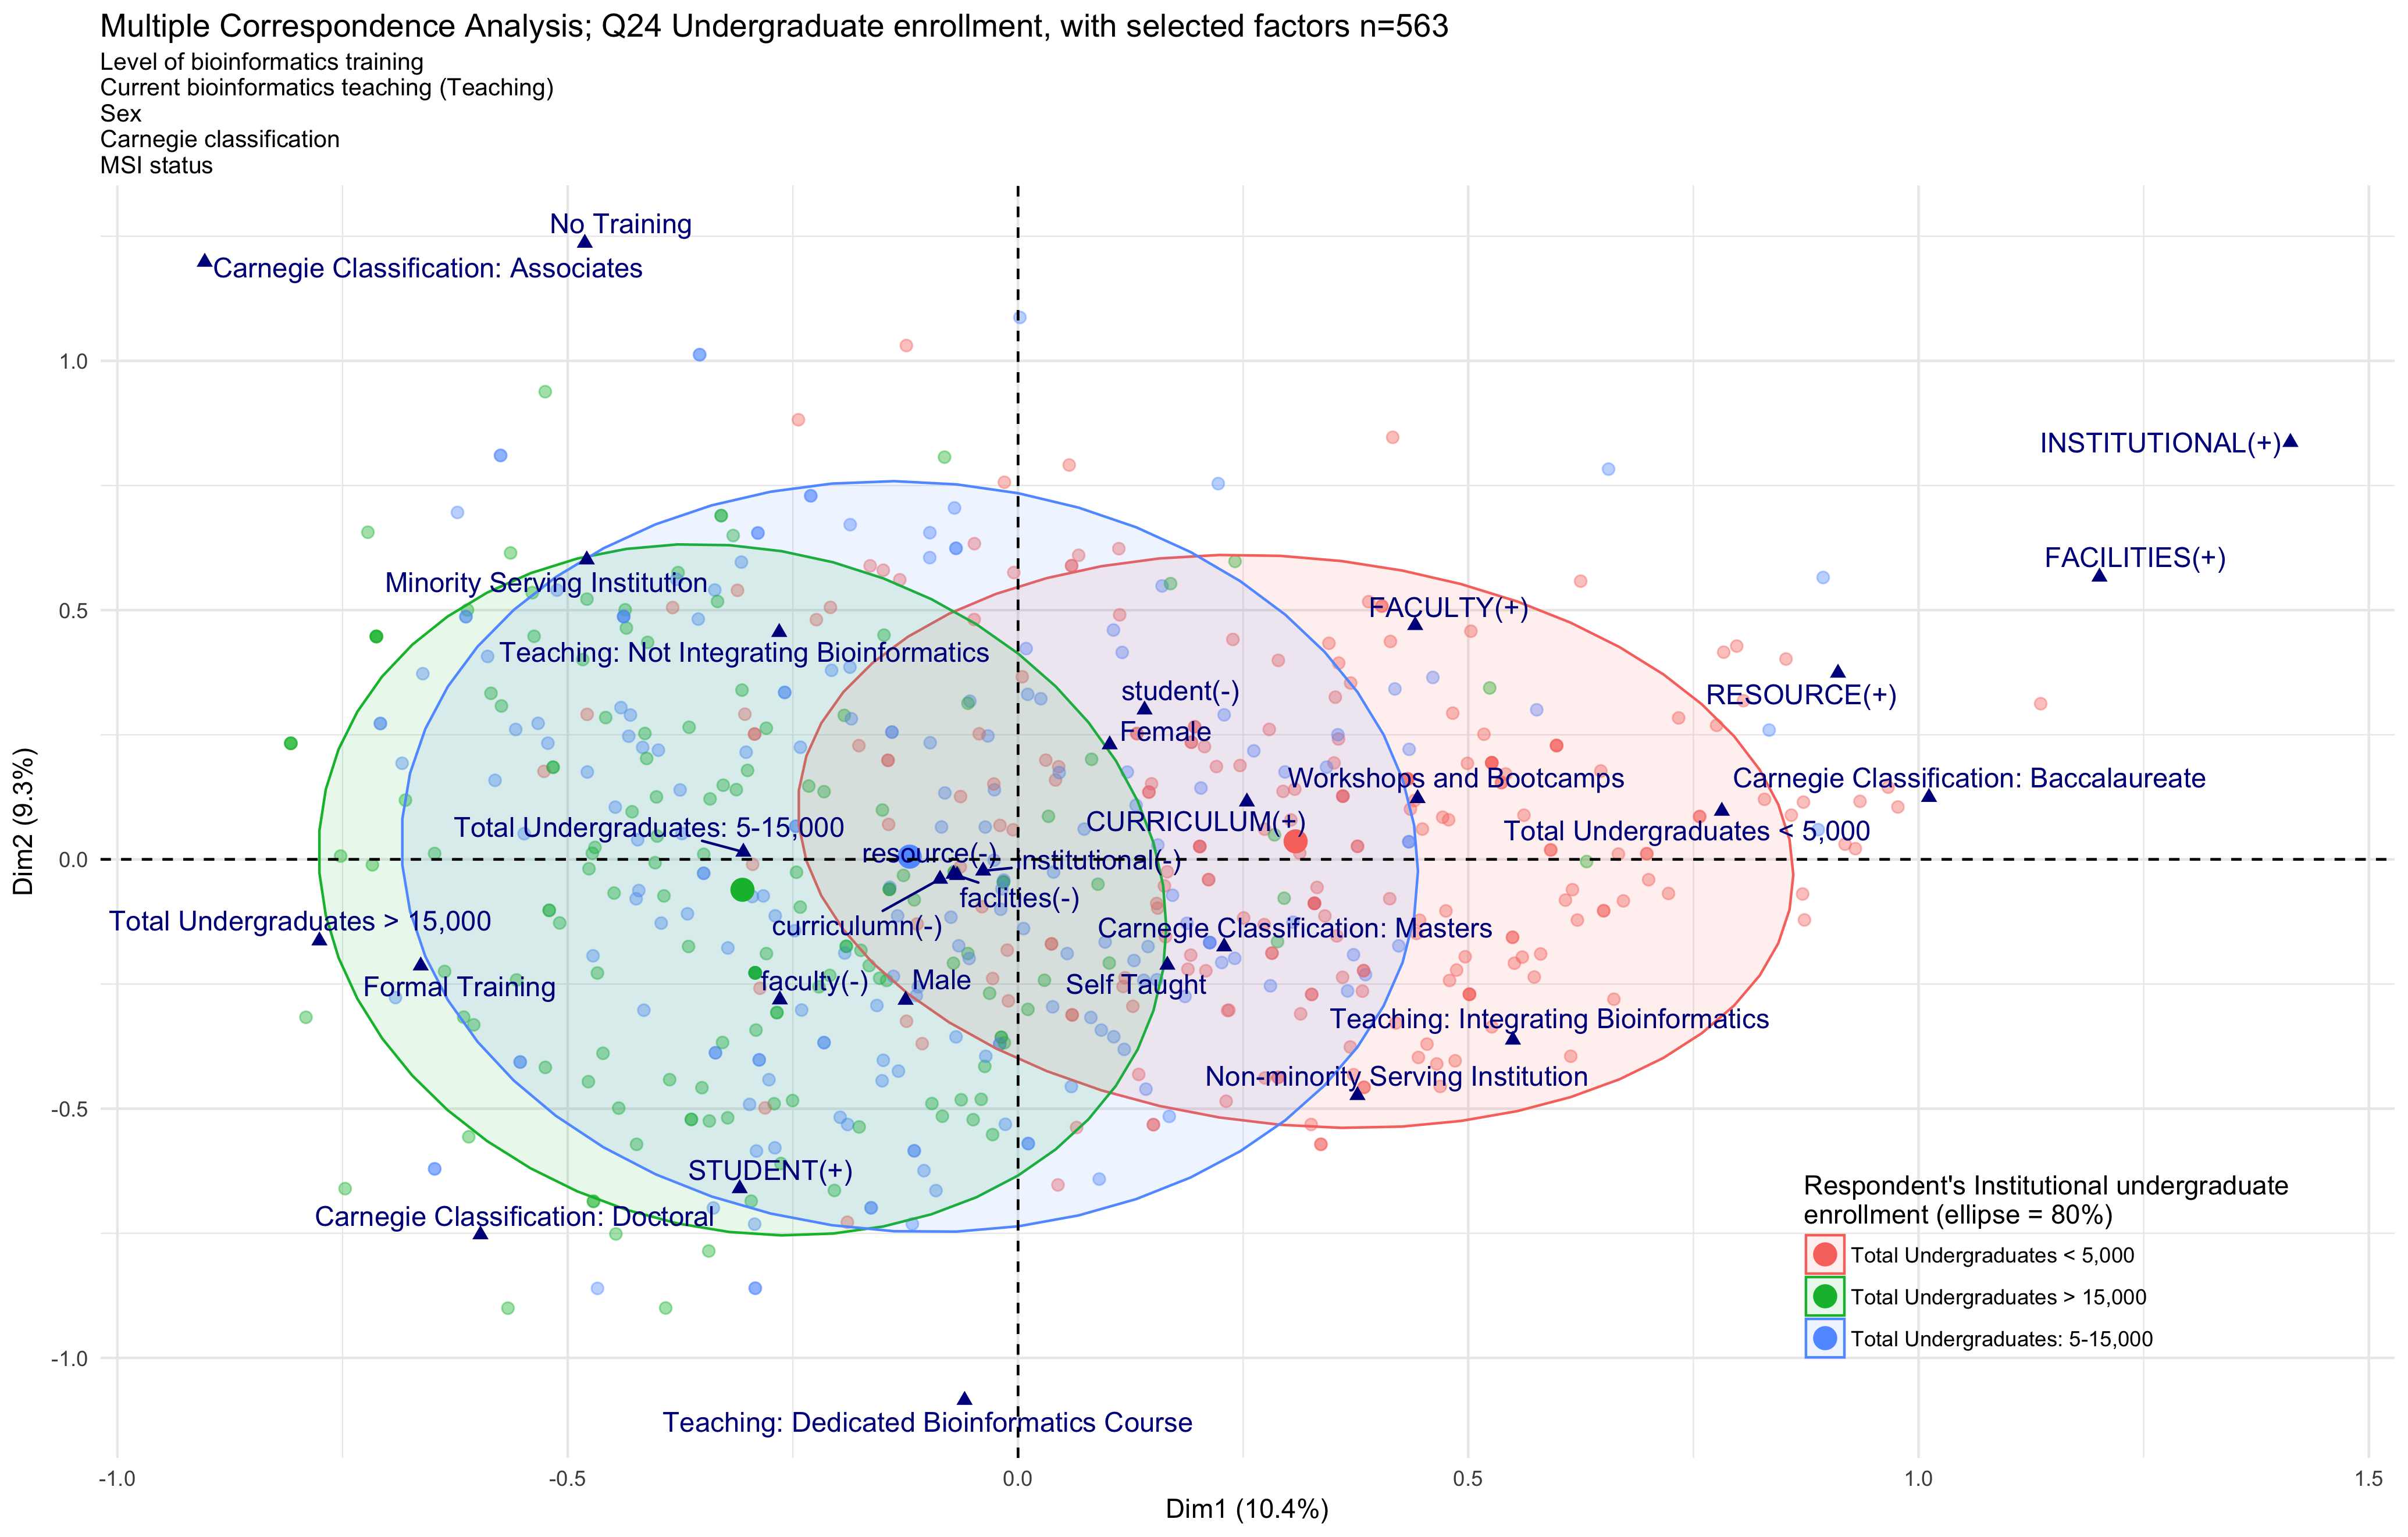 Multiple Correspondence Analysis; Q24 Undergraduate enrollment, with selected factors n=563
Level of bioinformatics training
Current bioinformatics teaching (Teaching)
Sex
Carnegie classification
MSI status
No Training
Carnegie Classification: Associates
1.0
INSTITUTIONAL(+)
FACILITIES(+)
Minority Serving Institution
0.5
FACULTY(+)
Teaching: Not Integrating Bioinformatics
student(-)
RESOURCE(+)
Female
Workshops and Bootcamps
Carnegie Classification: Baccalaureate
Total Undergraduates: 5-15,000
CURRICULUM(+)
Total Undergraduates < 5,000
resource(-)
institutional(-)
0.0
Dim2 (9.3%)
faclities(-)
Total Undergraduates > 15,000
curriculumn(-)
Carnegie Classification: Masters
Formal Training
faculty(-)
Male
Self Taught
Teaching: Integrating Bioinformatics
Non-minority Serving Institution
-0.5
STUDENT(+)
Carnegie Classification: Doctoral
Respondent's Institutional undergraduate
enrollment (ellipse = 80%)
Total Undergraduates < 5,000
Total Undergraduates > 15,000
Total Undergraduates: 5-15,000
-1.0
Teaching: Dedicated Bioinformatics Course
-1.0
-0.5
0.0
0.5
1.0
1.5
Dim1 (10.4%)